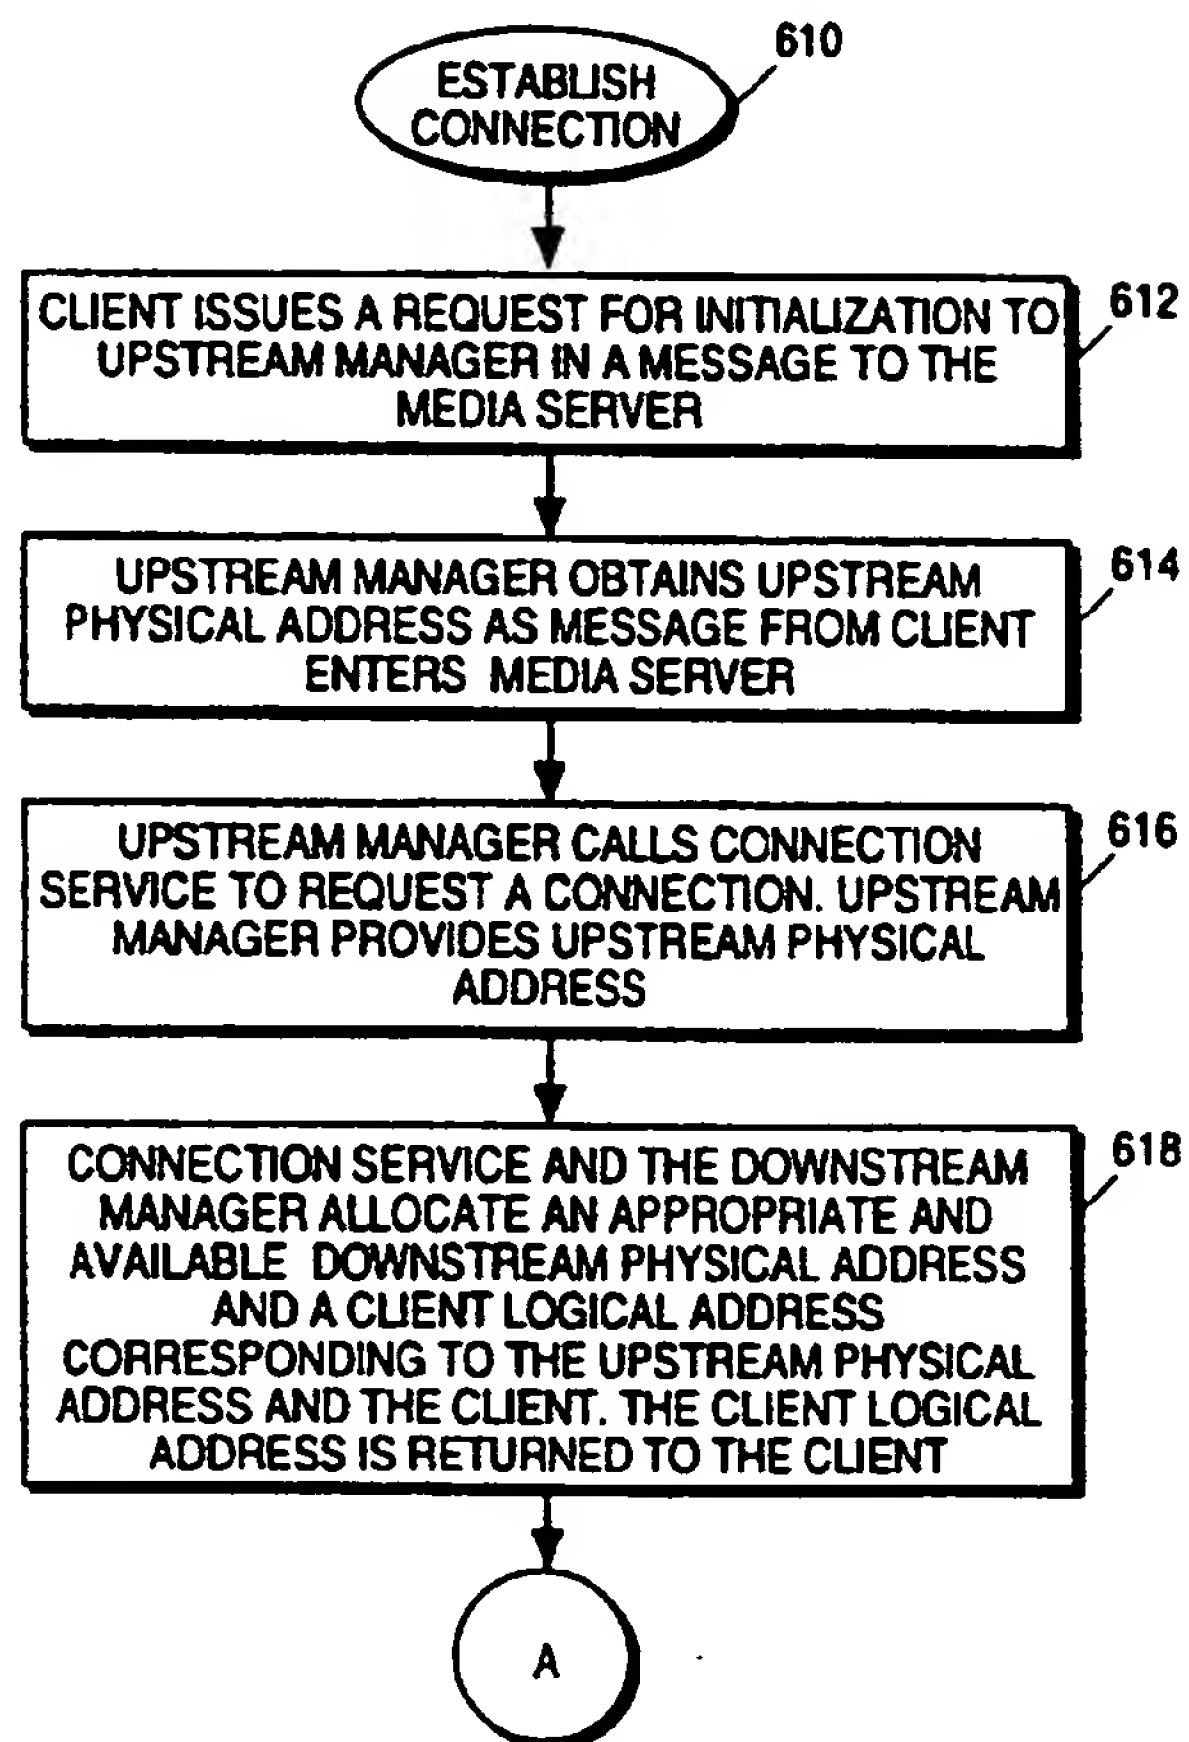 610
ESTABLISH
CONNECTION
612
CLIENT ISSUES A REQUEST FOR INITIALIZATION TO
UPSTREAM MANAGER IN A MESSAGE TO THE
MEDIA SERVER
614
UPSTREAM MANAGER OBTAINS UPSTREAM
PHYSICAL ADDRESS AS MESSAGE FROM CLIENT
ENTERS MEDIA SERVER
616
UPSTREAM MANAGER CALLS CONNECTION
SERVICE TO REQUEST A CONNECTION. UPSTREAM
MANAGER PROVIDES UPSTREAM PHYSICAL
ADDRESS
618
CONNECTION SERVICE AND THE DOWNSTREAM
MANAGER ALLOCATE AN APPROPRIATE AND
AVAILABLE DOWNSTREAM PHYSICAL ADDRESS
AND A CLIENT LOGICAL ADDRESS
CORRESPONDING TO THE UPSTREAM PHYSICAL
ADDRESS AND THE CLIENT. THE CLIENT LOGICAL
ADDRESS IS RETURNED TO THE CLIENT
A